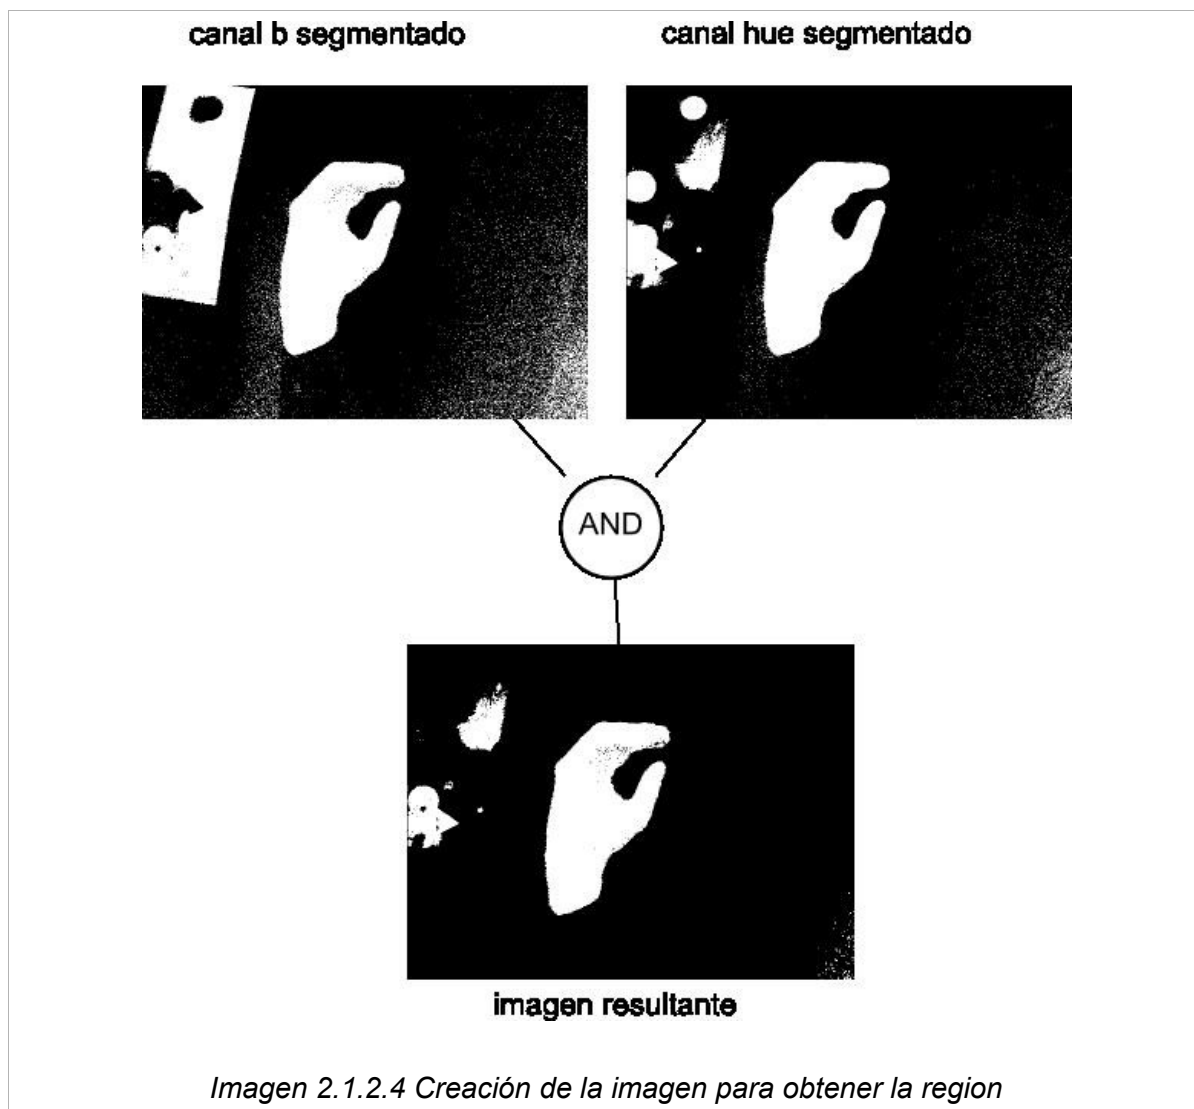 canal b segmentado
canal hue segmentado
AND
imagen resultante
Imagen 2.1.2.4 Creación de la imagen para obtener la region